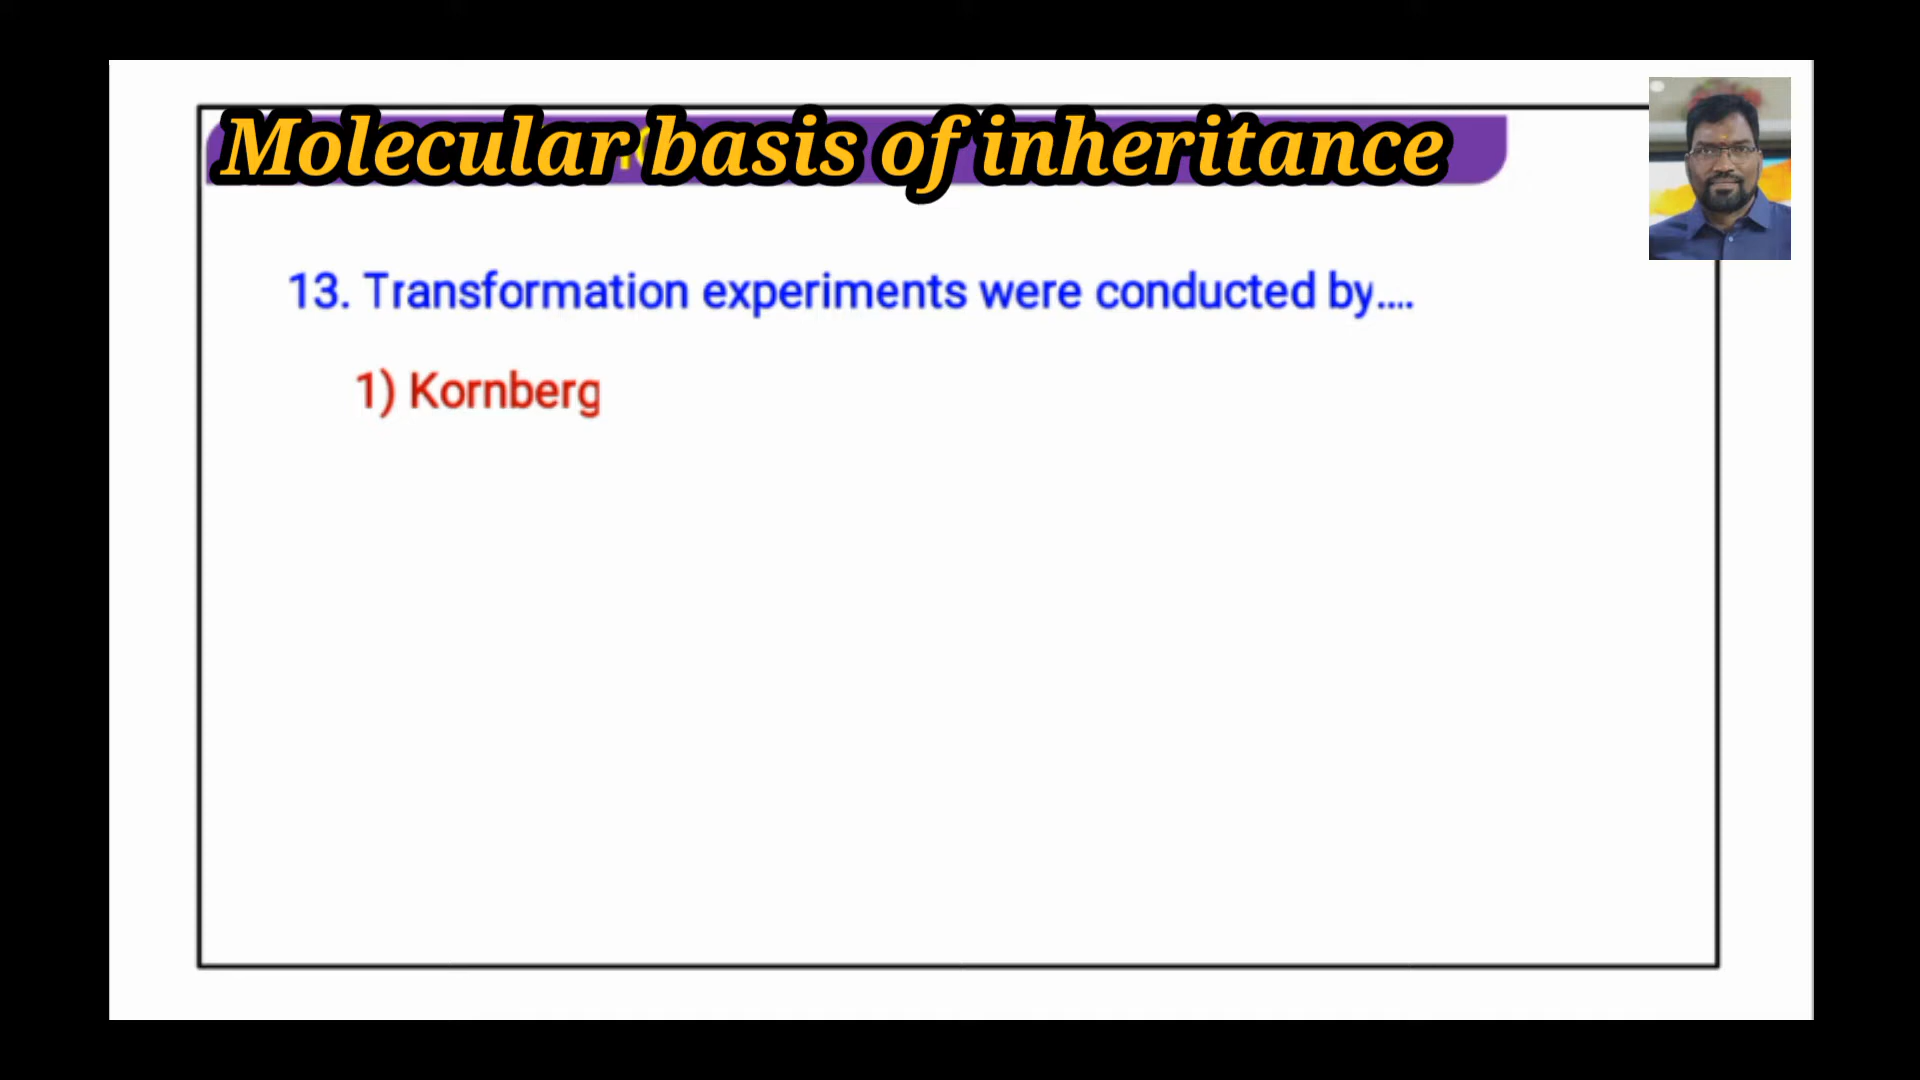 Molecular basis of inheritance
13. Transformation experiments were conducted by....
1) Kornberg